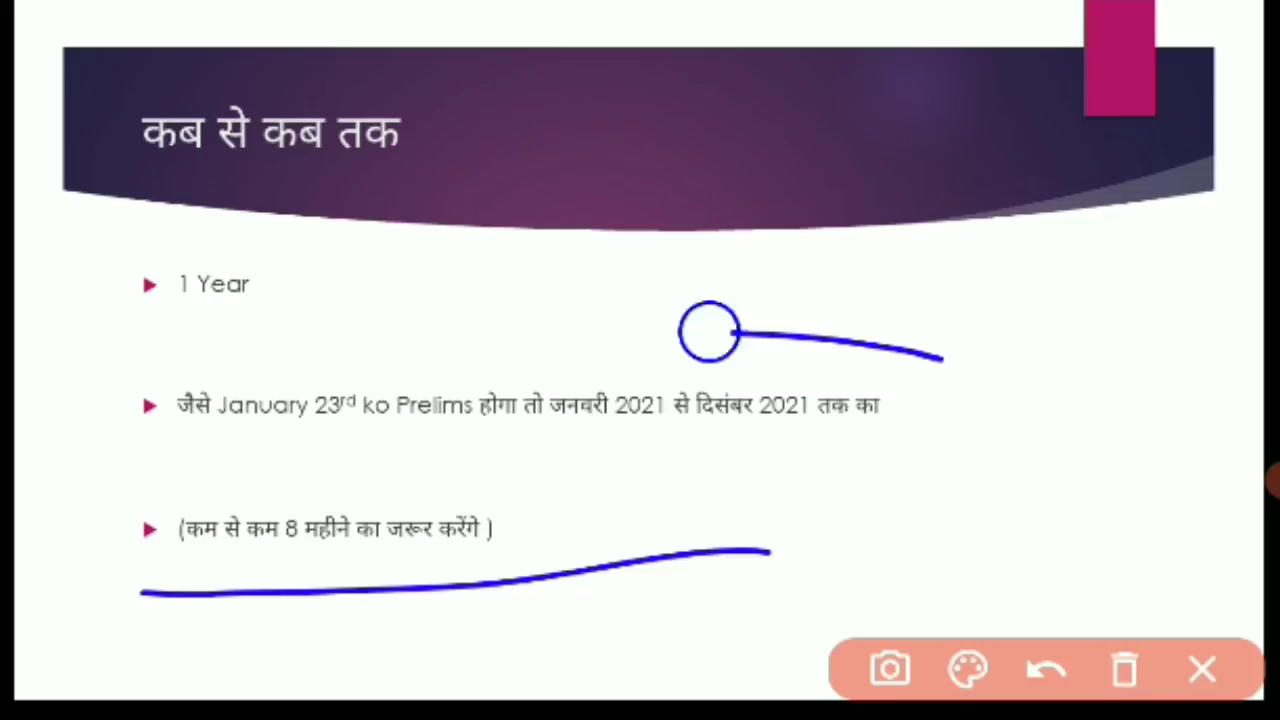 कब से कब तक
1 Year
जैसे January 23rd ko Prelims होगा तो जनवरी 2021 से दिसंबर 2021 तक का
(कम से कम 8 महीने का जरूर करेंगे )